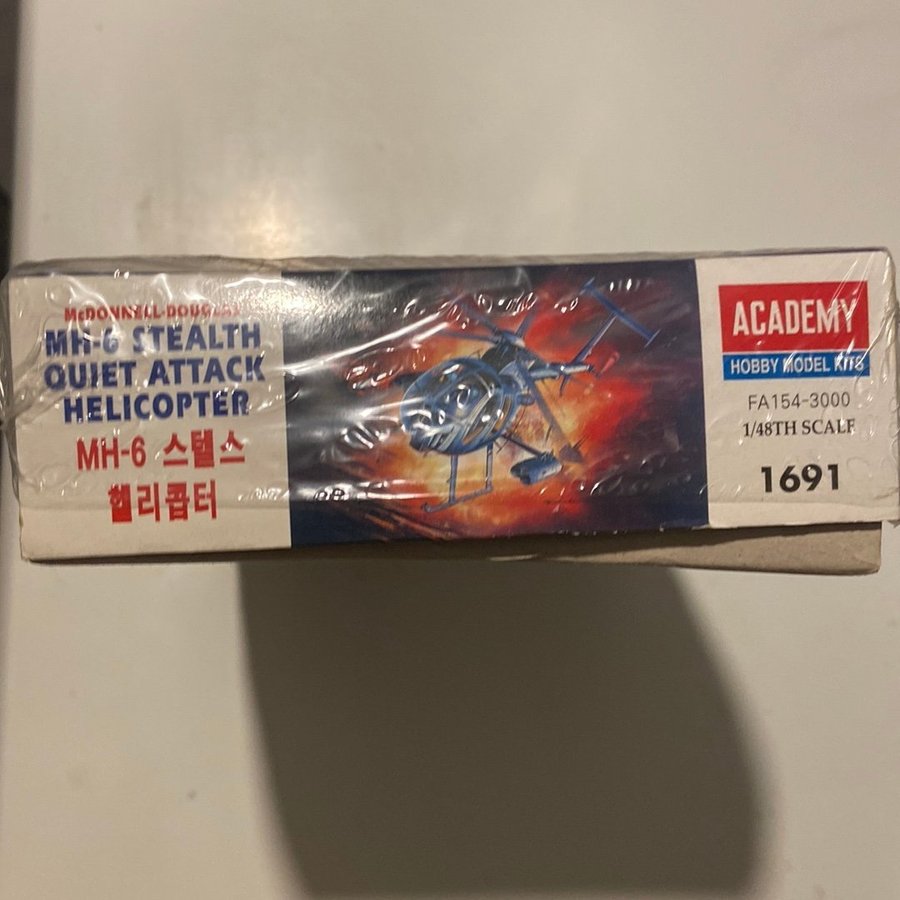 McDONNELL-DOUGLAS
MH-6 STEALTH
QUIET ATTACK
HELICOPTER
MH-6 스텔스
헬리콥터
ACADEMY
HOBBY MODEL KITS
FA154-3000
1/48TH SCALE
1691